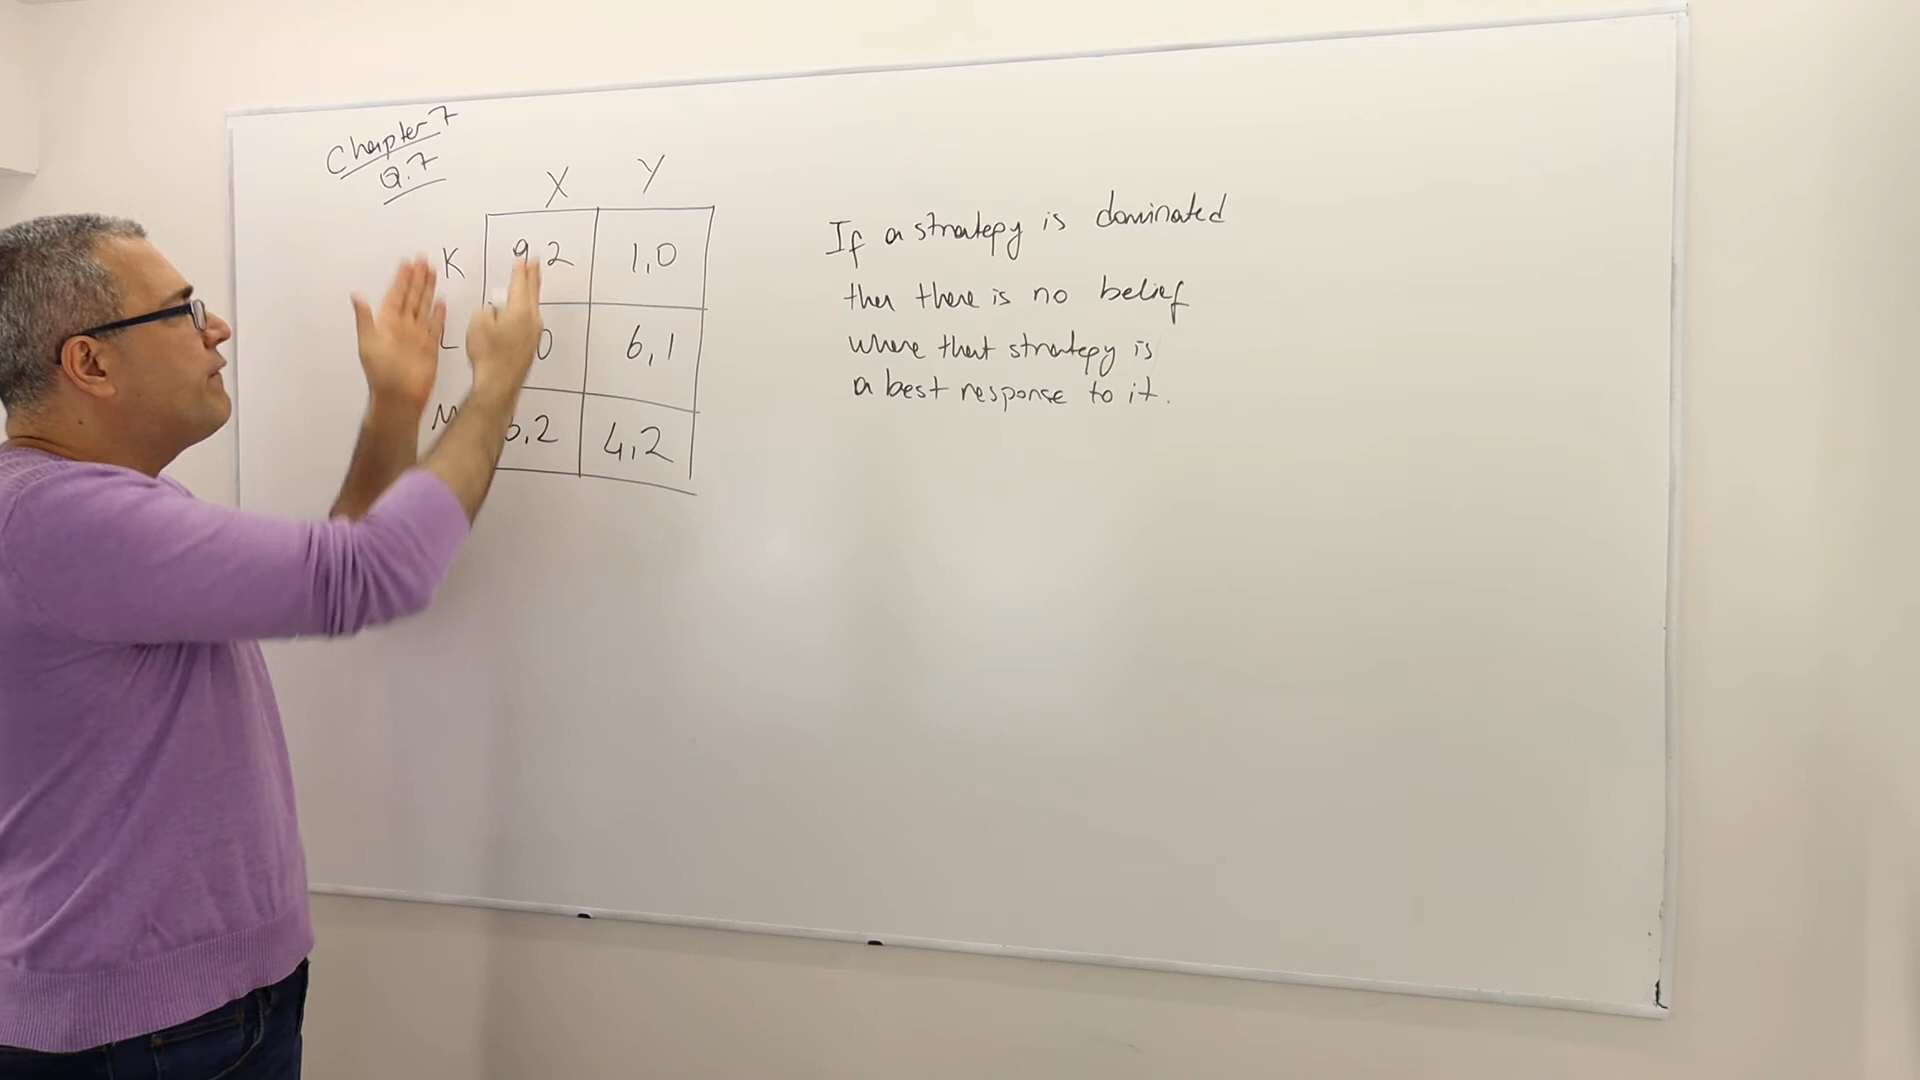 Chapter 7
Q.7
X Y
K 9,2 1,0
L 0 6,1
M ,2 4,2
If a strategy is dominated
then there is no belief
where that strategy is
a best response to it.